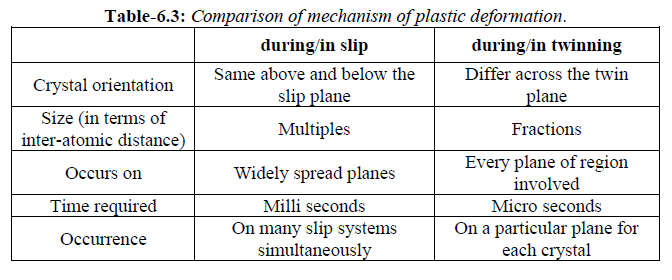 Table-6.3: Comparison of mechanism of plastic deformation.
during/in slip
during/in twinning
Crystal orientation
Same above and below the
slip plane
Differ across the twin
plane
Size (in terms of
inter-atomic distance)
Multiples
Fractions
Occurs on
Widely spread planes
Every plane of region
involved
Time required
Milli seconds
Micro seconds
Occurrence
On many slip systems
simultaneously
On a particular plane for
each crystal